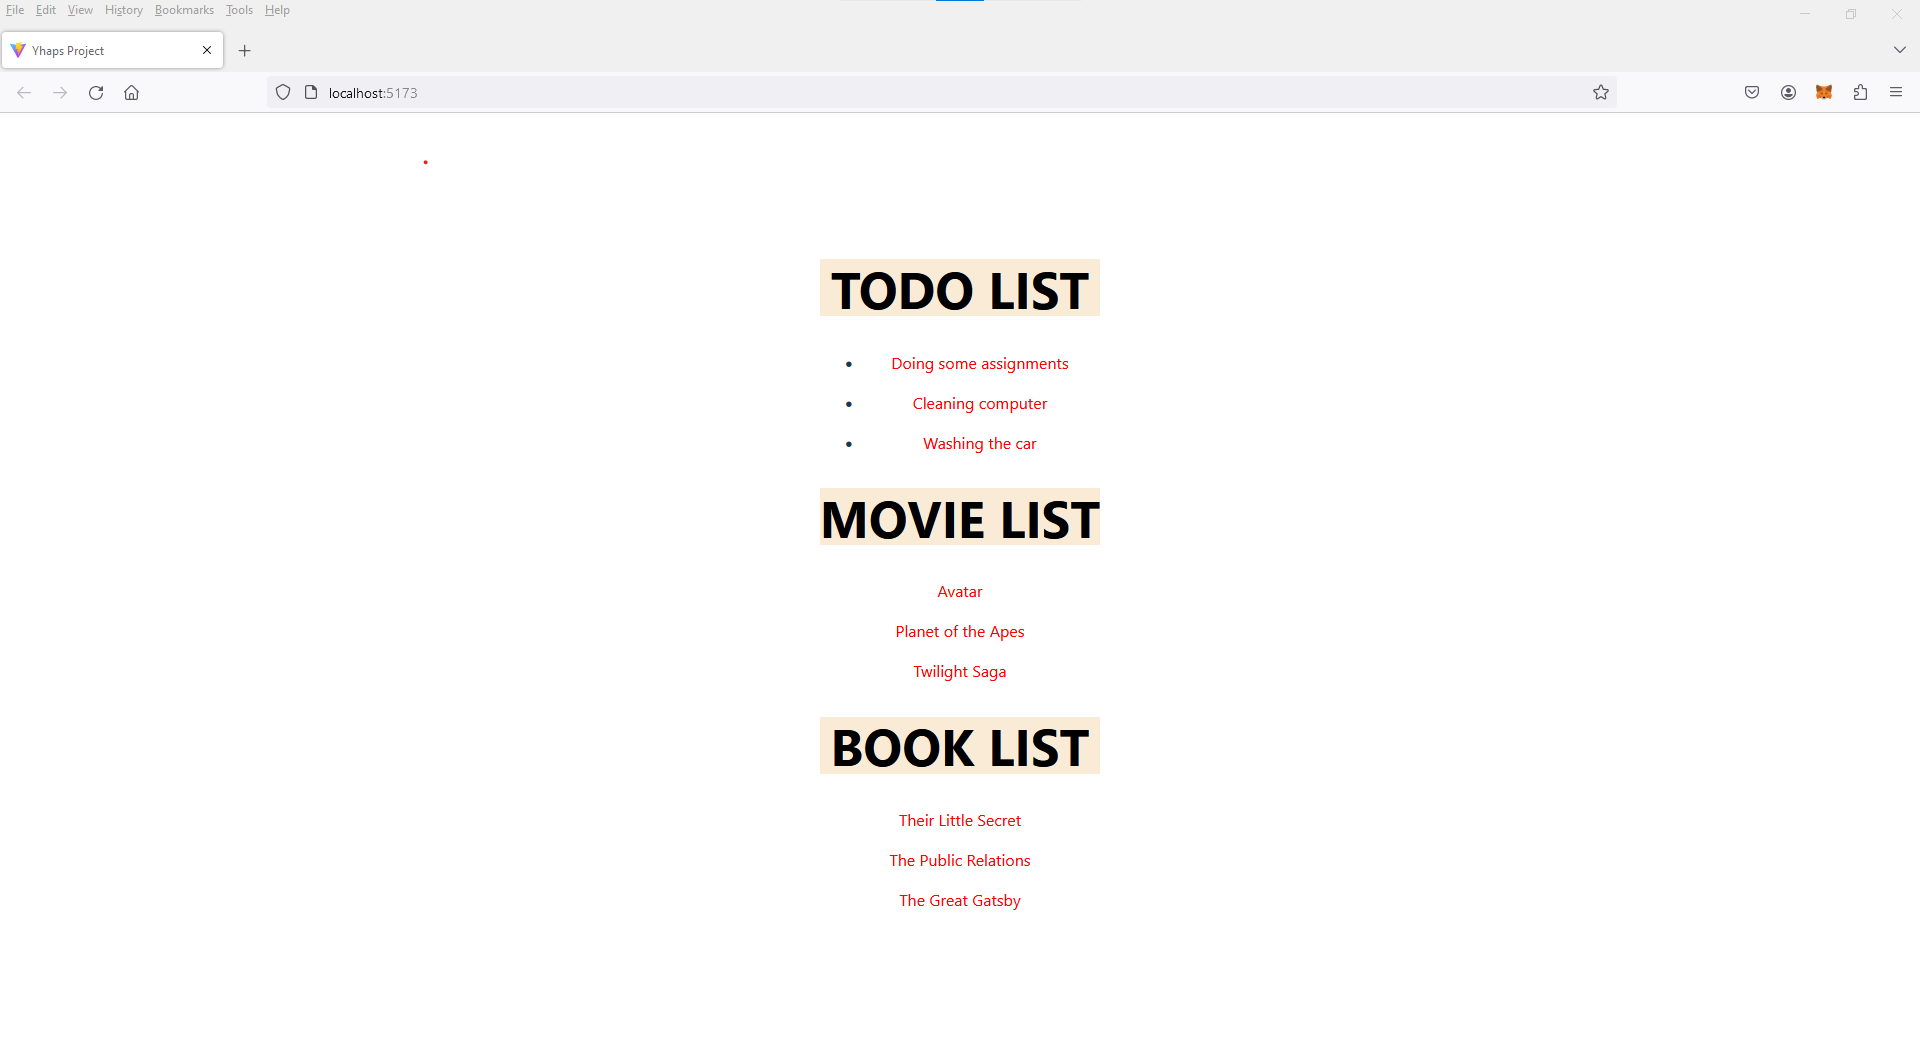 File Edit View History Bookmarks Tools Help
Yhaps Project
localhost:5173
TODO LIST
• Doing some assignments
• Cleaning computer
• Washing the car
MOVIE LIST
Avatar
Planet of the Apes
Twilight Saga
BOOK LIST
Their Little Secret
The Public Relations
The Great Gatsby